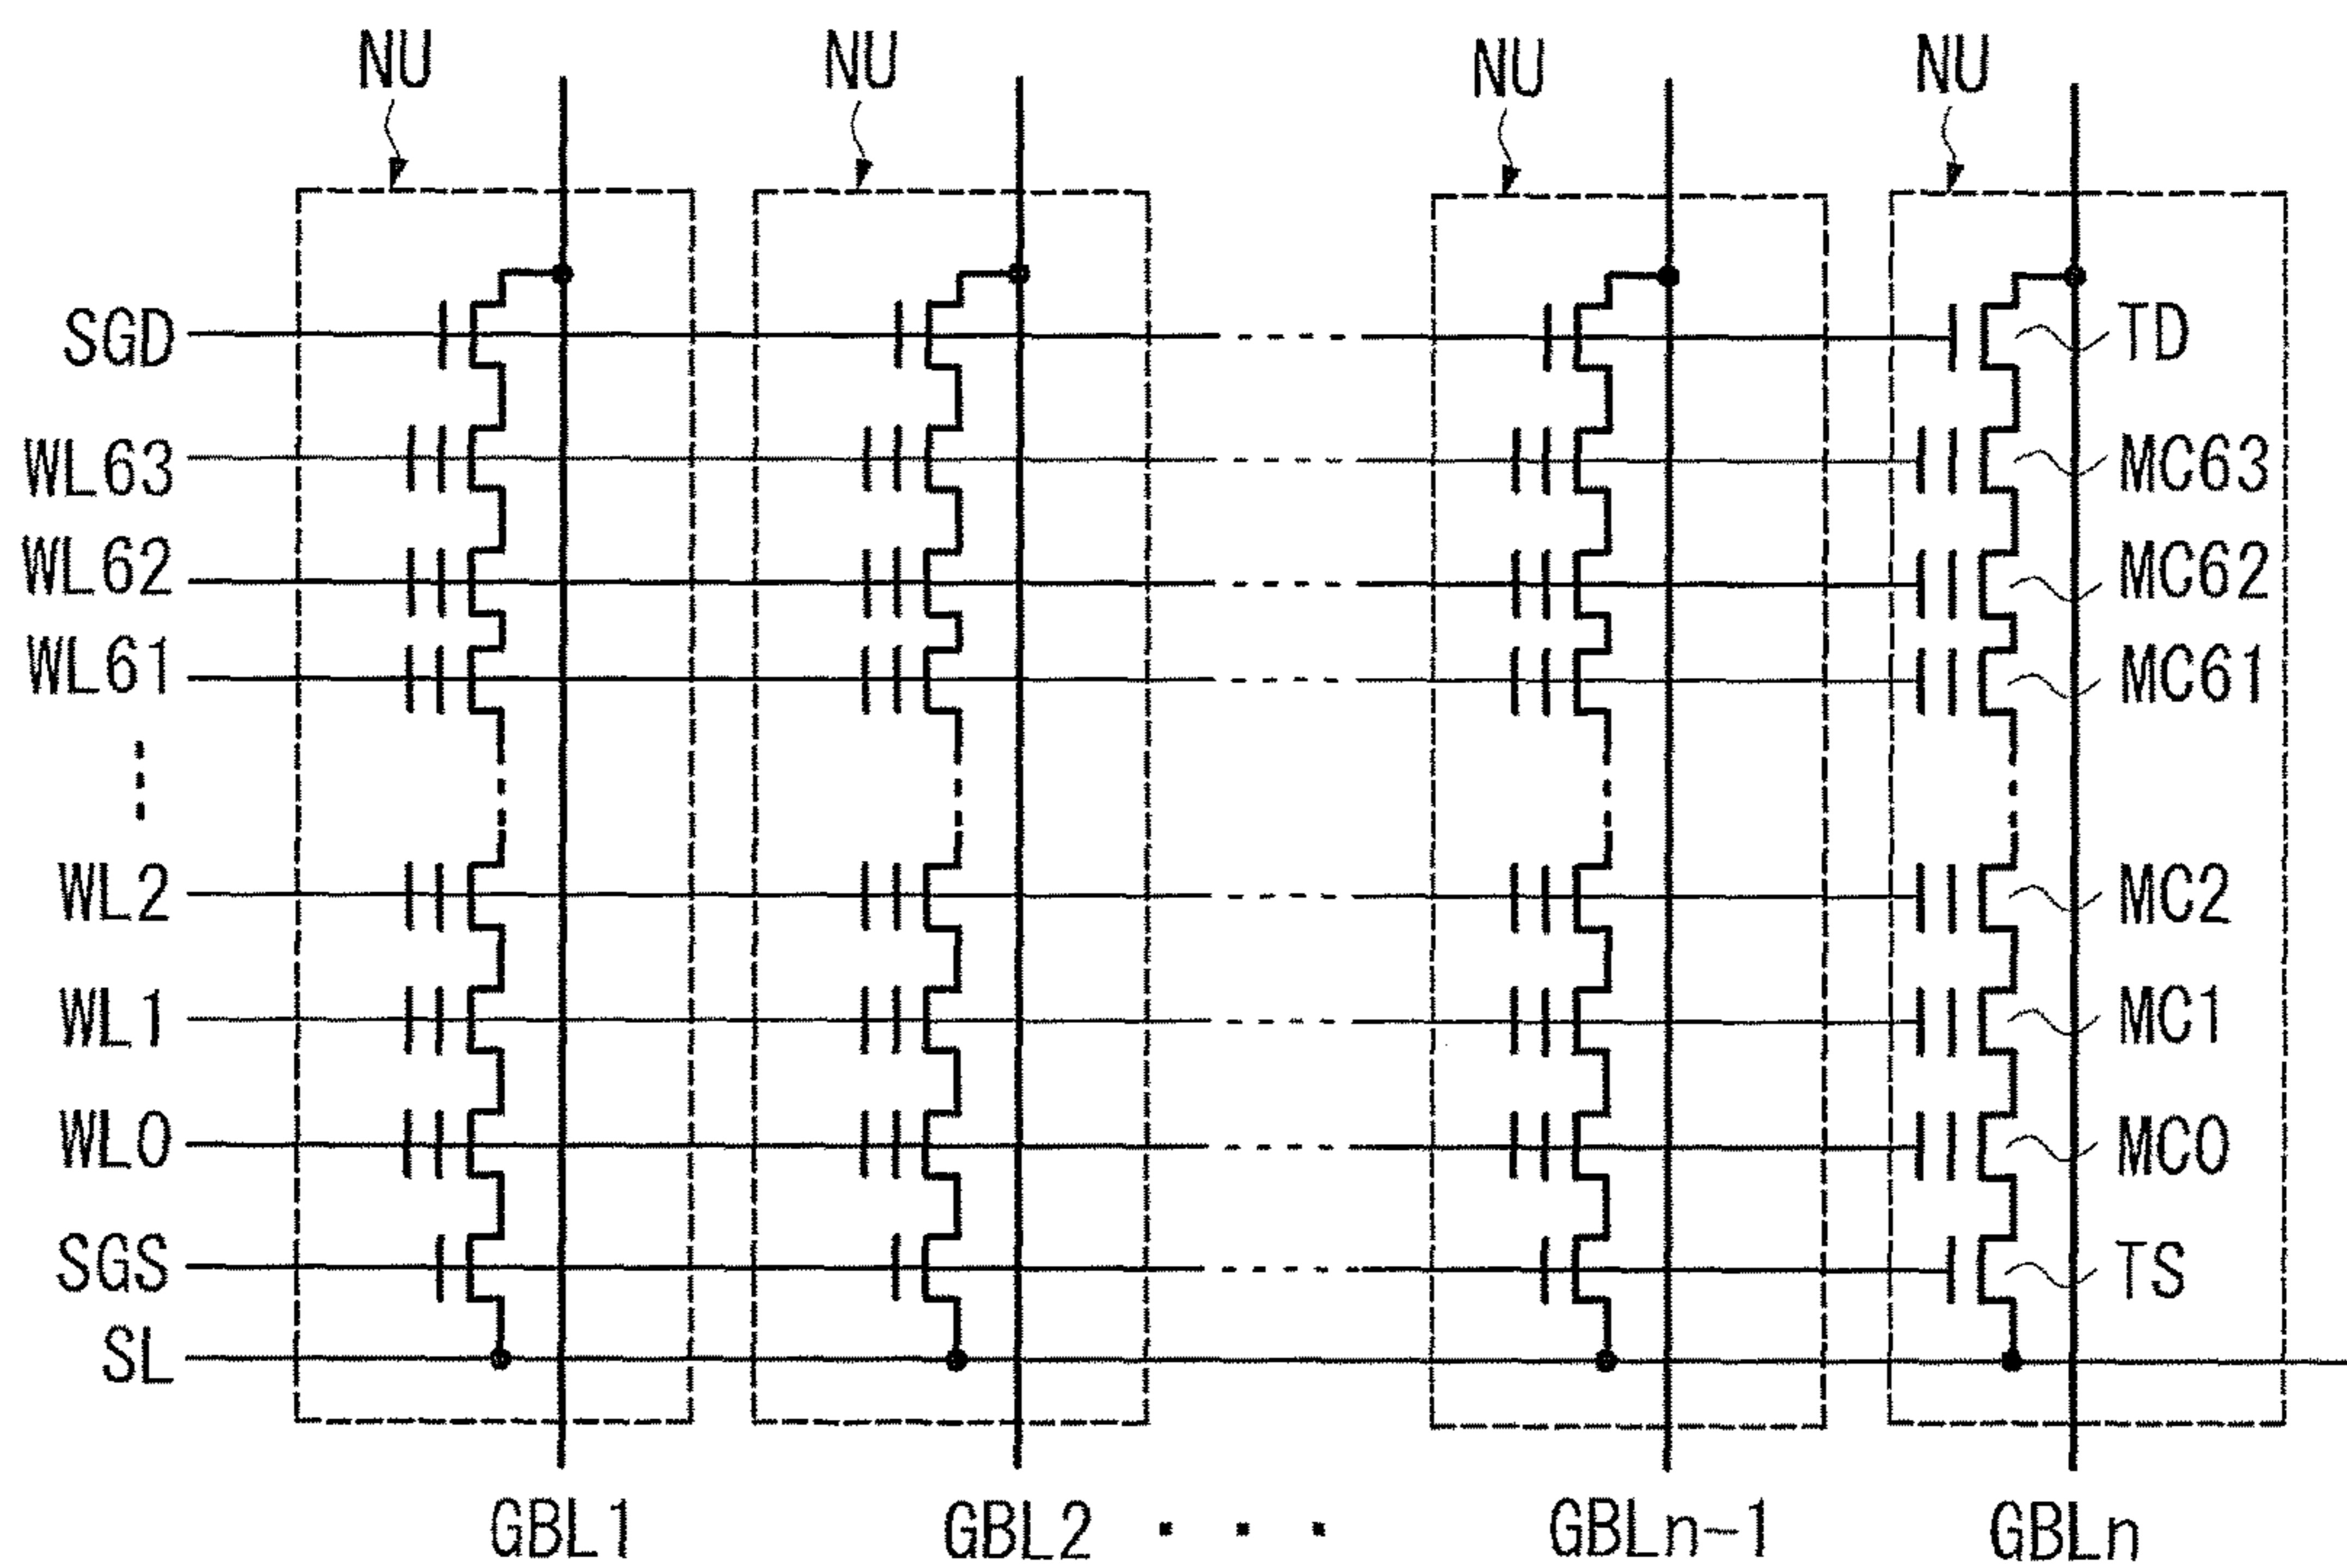 NU NU NU NU
SGD TD
WL63 MC63
WL62 MC62
WL61 MC61
WL2 MC2
WL1 MC1
WL0 MC0
SGS TS
SL
GBL1 GBL2 ・・・ GBLn-1 GBLn